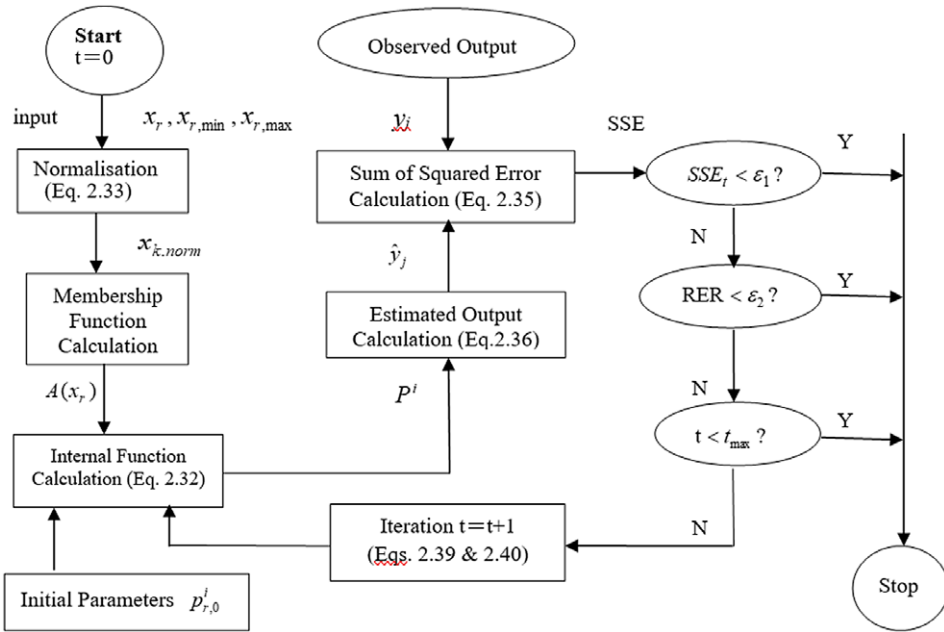 Start
t=0
input
x_r, x_r,min, x_r,max
Normalisation
(Eq. 2.33)
x_k.norm
Membership
Function
Calculation
A(x_r)
Internal Function
Calculation (Eq. 2.32)
Initial Parameters p^i_r,0
Observed Output
y_i
Sum of Squared Error
Calculation (Eq. 2.35)
ŷ_j
Estimated Output
Calculation (Eq.2.36)
P^i
Iteration t=t+1
(Eqs. 2.39 & 2.40)
SSE
SSE_t < ε_1 ?
Y
N
RER < ε_2 ?
Y
N
t < t_max ?
Y
N
Stop